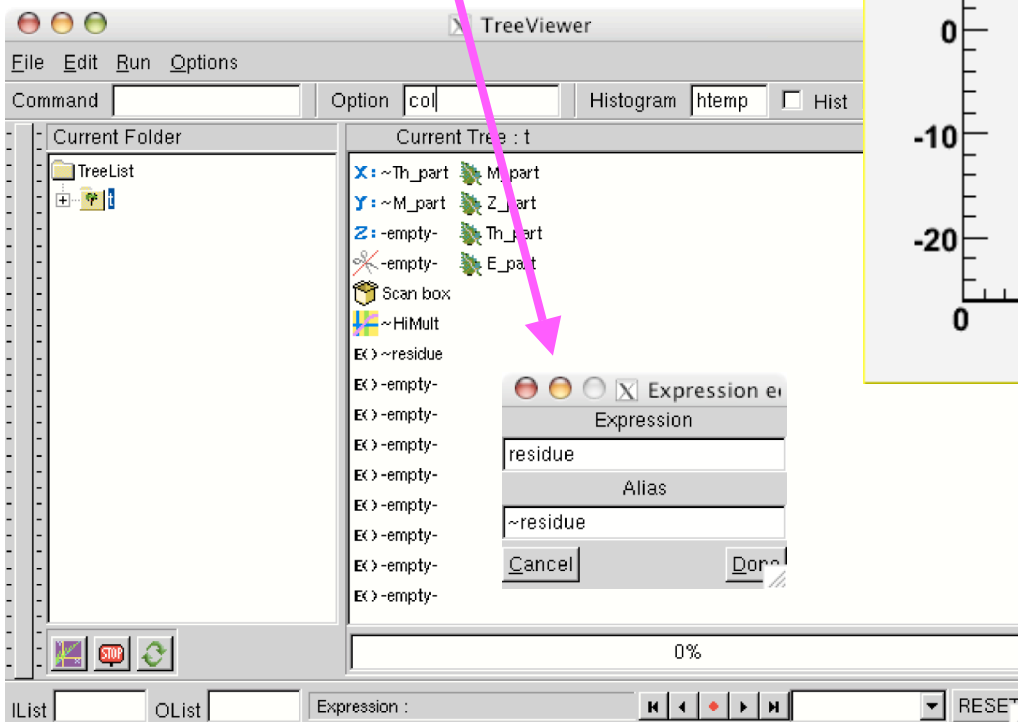 TreeViewer
File Edit Run Options
Command Option col Histogram htemp Hist
Current Folder
Current Tree : t
TreeList
t
X: ~Th_part M_part
Y: ~M_part Z_part
Z: -empty- Th_part
-empty- E_part
Scan box
~HiMult
E() ~residue
E() -empty-
E() -empty-
E() -empty-
E() -empty-
E() -empty-
E() -empty-
E() -empty-
E() -empty-
Expression
Expression
residue
Alias
~residue
Cancel Done
STOP
0%
IList OList Expression : RESET
0
-10
-20
0